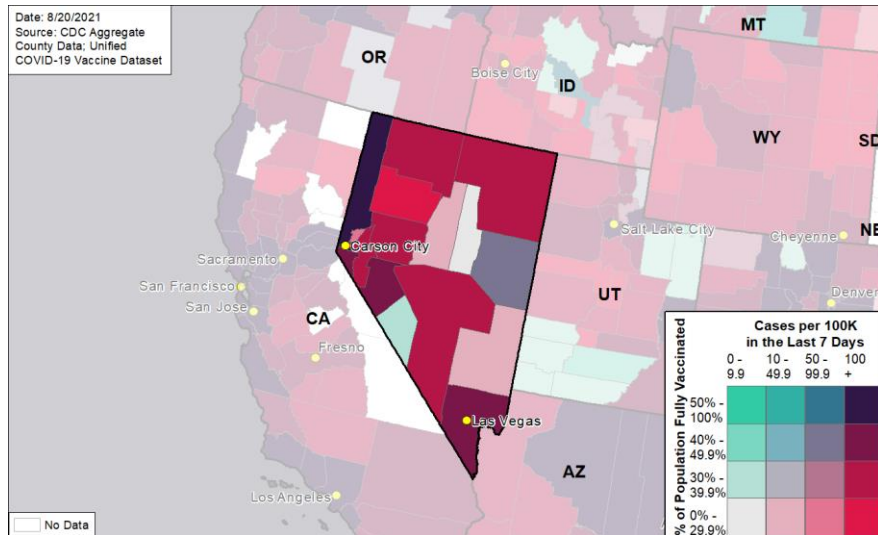 Date: 8/20/2021
Source: CDC Aggregate
County Data; Unified
COVID-19 Vaccine Dataset
MT
OR
Boise City
ID
WY
SD
Carson City
Salt Lake City
Cheyenne
NE
Sacramento
San Francisco
San Jose
CA
UT
Denver
Fresno
Las Vegas
AZ
Los Angeles
No Data
Cases per 100K
in the Last 7 Days
0 - 9.9
10 - 49.9
50 - 99.9
100 +
% of Population Fully Vaccinated
50% - 100%
40% - 49.9%
30% - 39.9%
0% - 29.9%